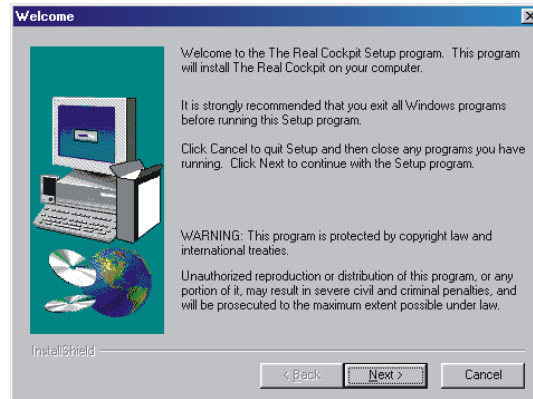 Welcome
Welcome to the The Real Cockpit Setup program. This program
will install The Real Cockpit on your computer.
It is strongly recommended that you exit all Windows programs
before running this Setup program.
Click Cancel to quit Setup and then close any programs you have
running. Click Next to continue with the Setup program.
WARNING: This program is protected by copyright law and
international treaties.
Unauthorized reproduction or distribution of this program, or any
portion of it, may result in severe civil and criminal penalties, and
will be prosecuted to the maximum extent possible under law.
InstallShield
< Back Next > Cancel